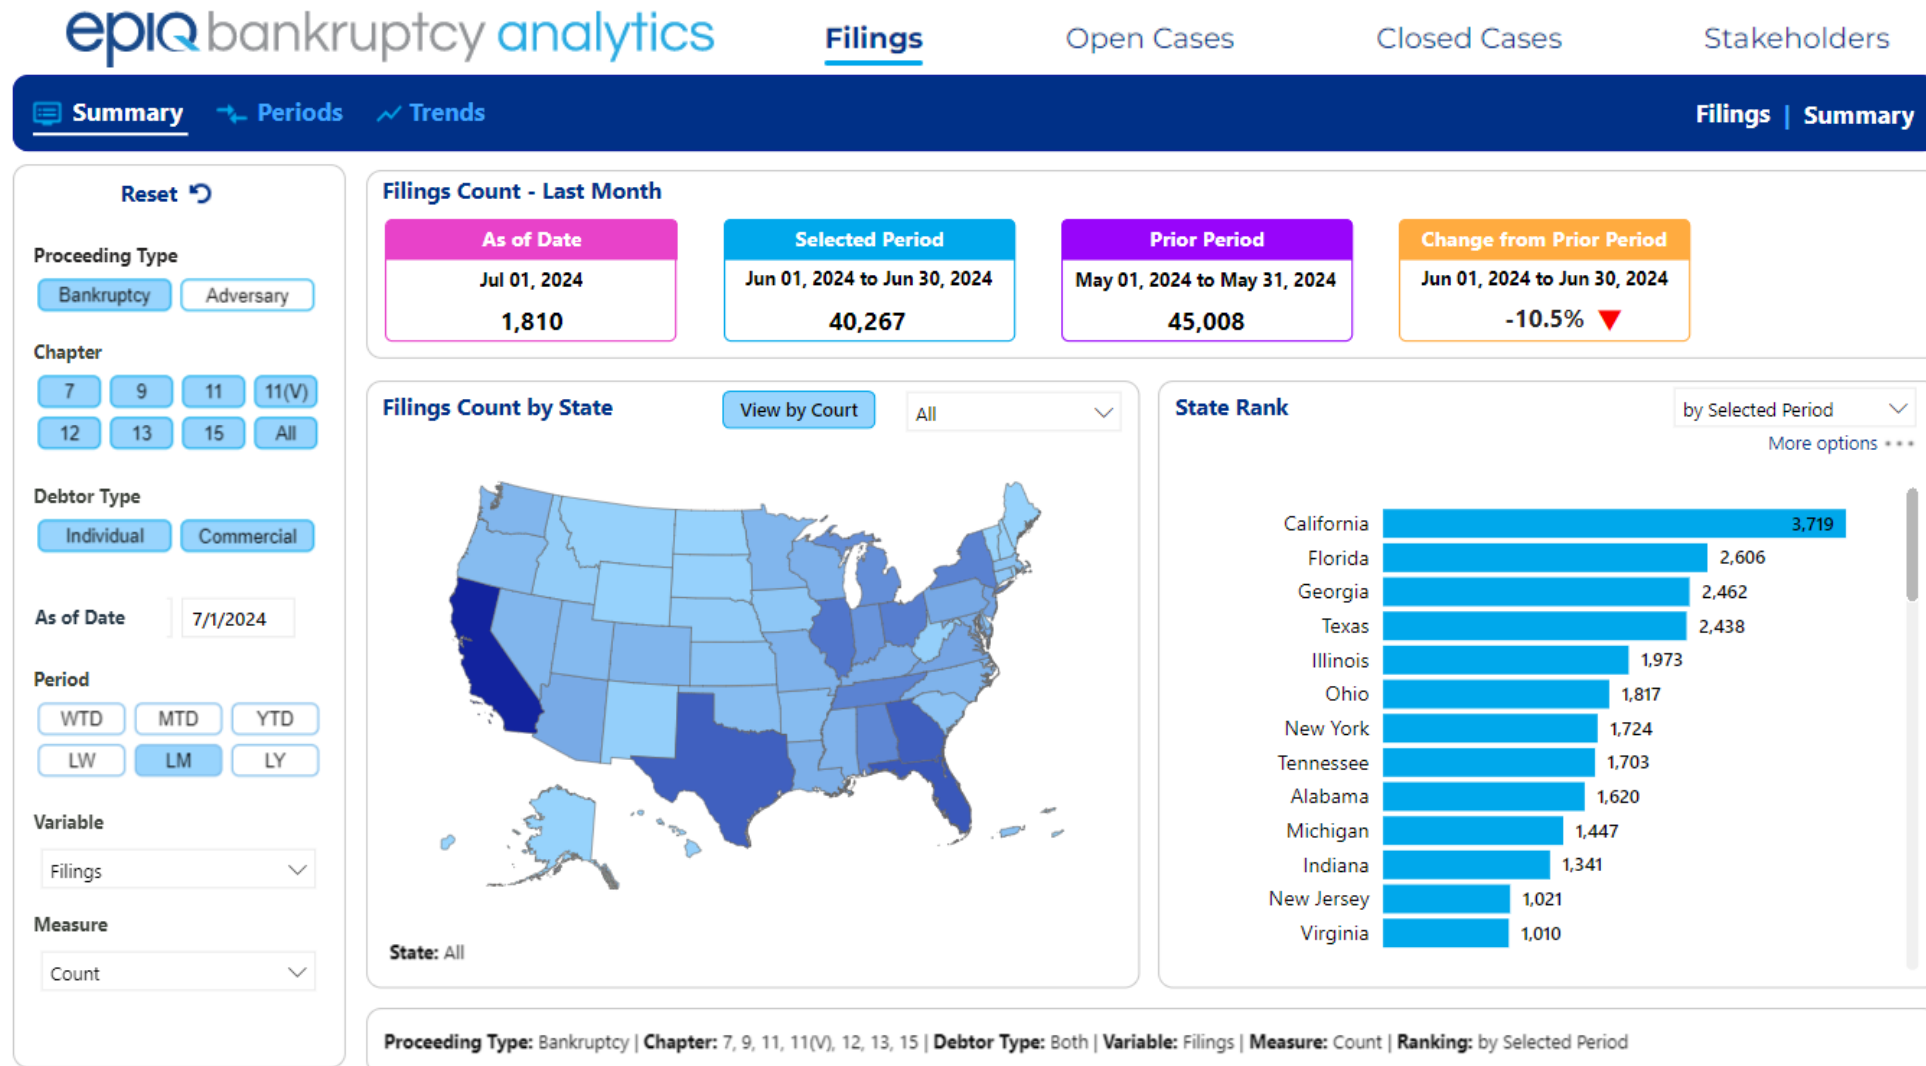 epiq bankruptcy analytics
Filings
Open Cases
Closed Cases
Stakeholders
Summary
Periods
Trends
Filings | Summary
Reset
Proceeding Type
Bankruptcy
Adversary
Chapter
7
9
11
11(V)
12
13
15
All
Debtor Type
Individual
Commercial
As of Date
7/1/2024
Period
WTD
MTD
YTD
LW
LM
LY
Variable
Filings
Measure
Count
Filings Count - Last Month
As of Date
Jul 01, 2024
1,810
Selected Period
Jun 01, 2024 to Jun 30, 2024
40,267
Prior Period
May 01, 2024 to May 31, 2024
45,008
Change from Prior Period
Jun 01, 2024 to Jun 30, 2024
-10.5%
Filings Count by State
View by Court
All
State: All
State Rank
by Selected Period
More options
California 3,719
Florida 2,606
Georgia 2,462
Texas 2,438
Illinois 1,973
Ohio 1,817
New York 1,724
Tennessee 1,703
Alabama 1,620
Michigan 1,447
Indiana 1,341
New Jersey 1,021
Virginia 1,010
Proceeding Type: Bankruptcy | Chapter: 7, 9, 11, 11(V), 12, 13, 15 | Debtor Type: Both | Variable: Filings | Measure: Count | Ranking: by Selected Period